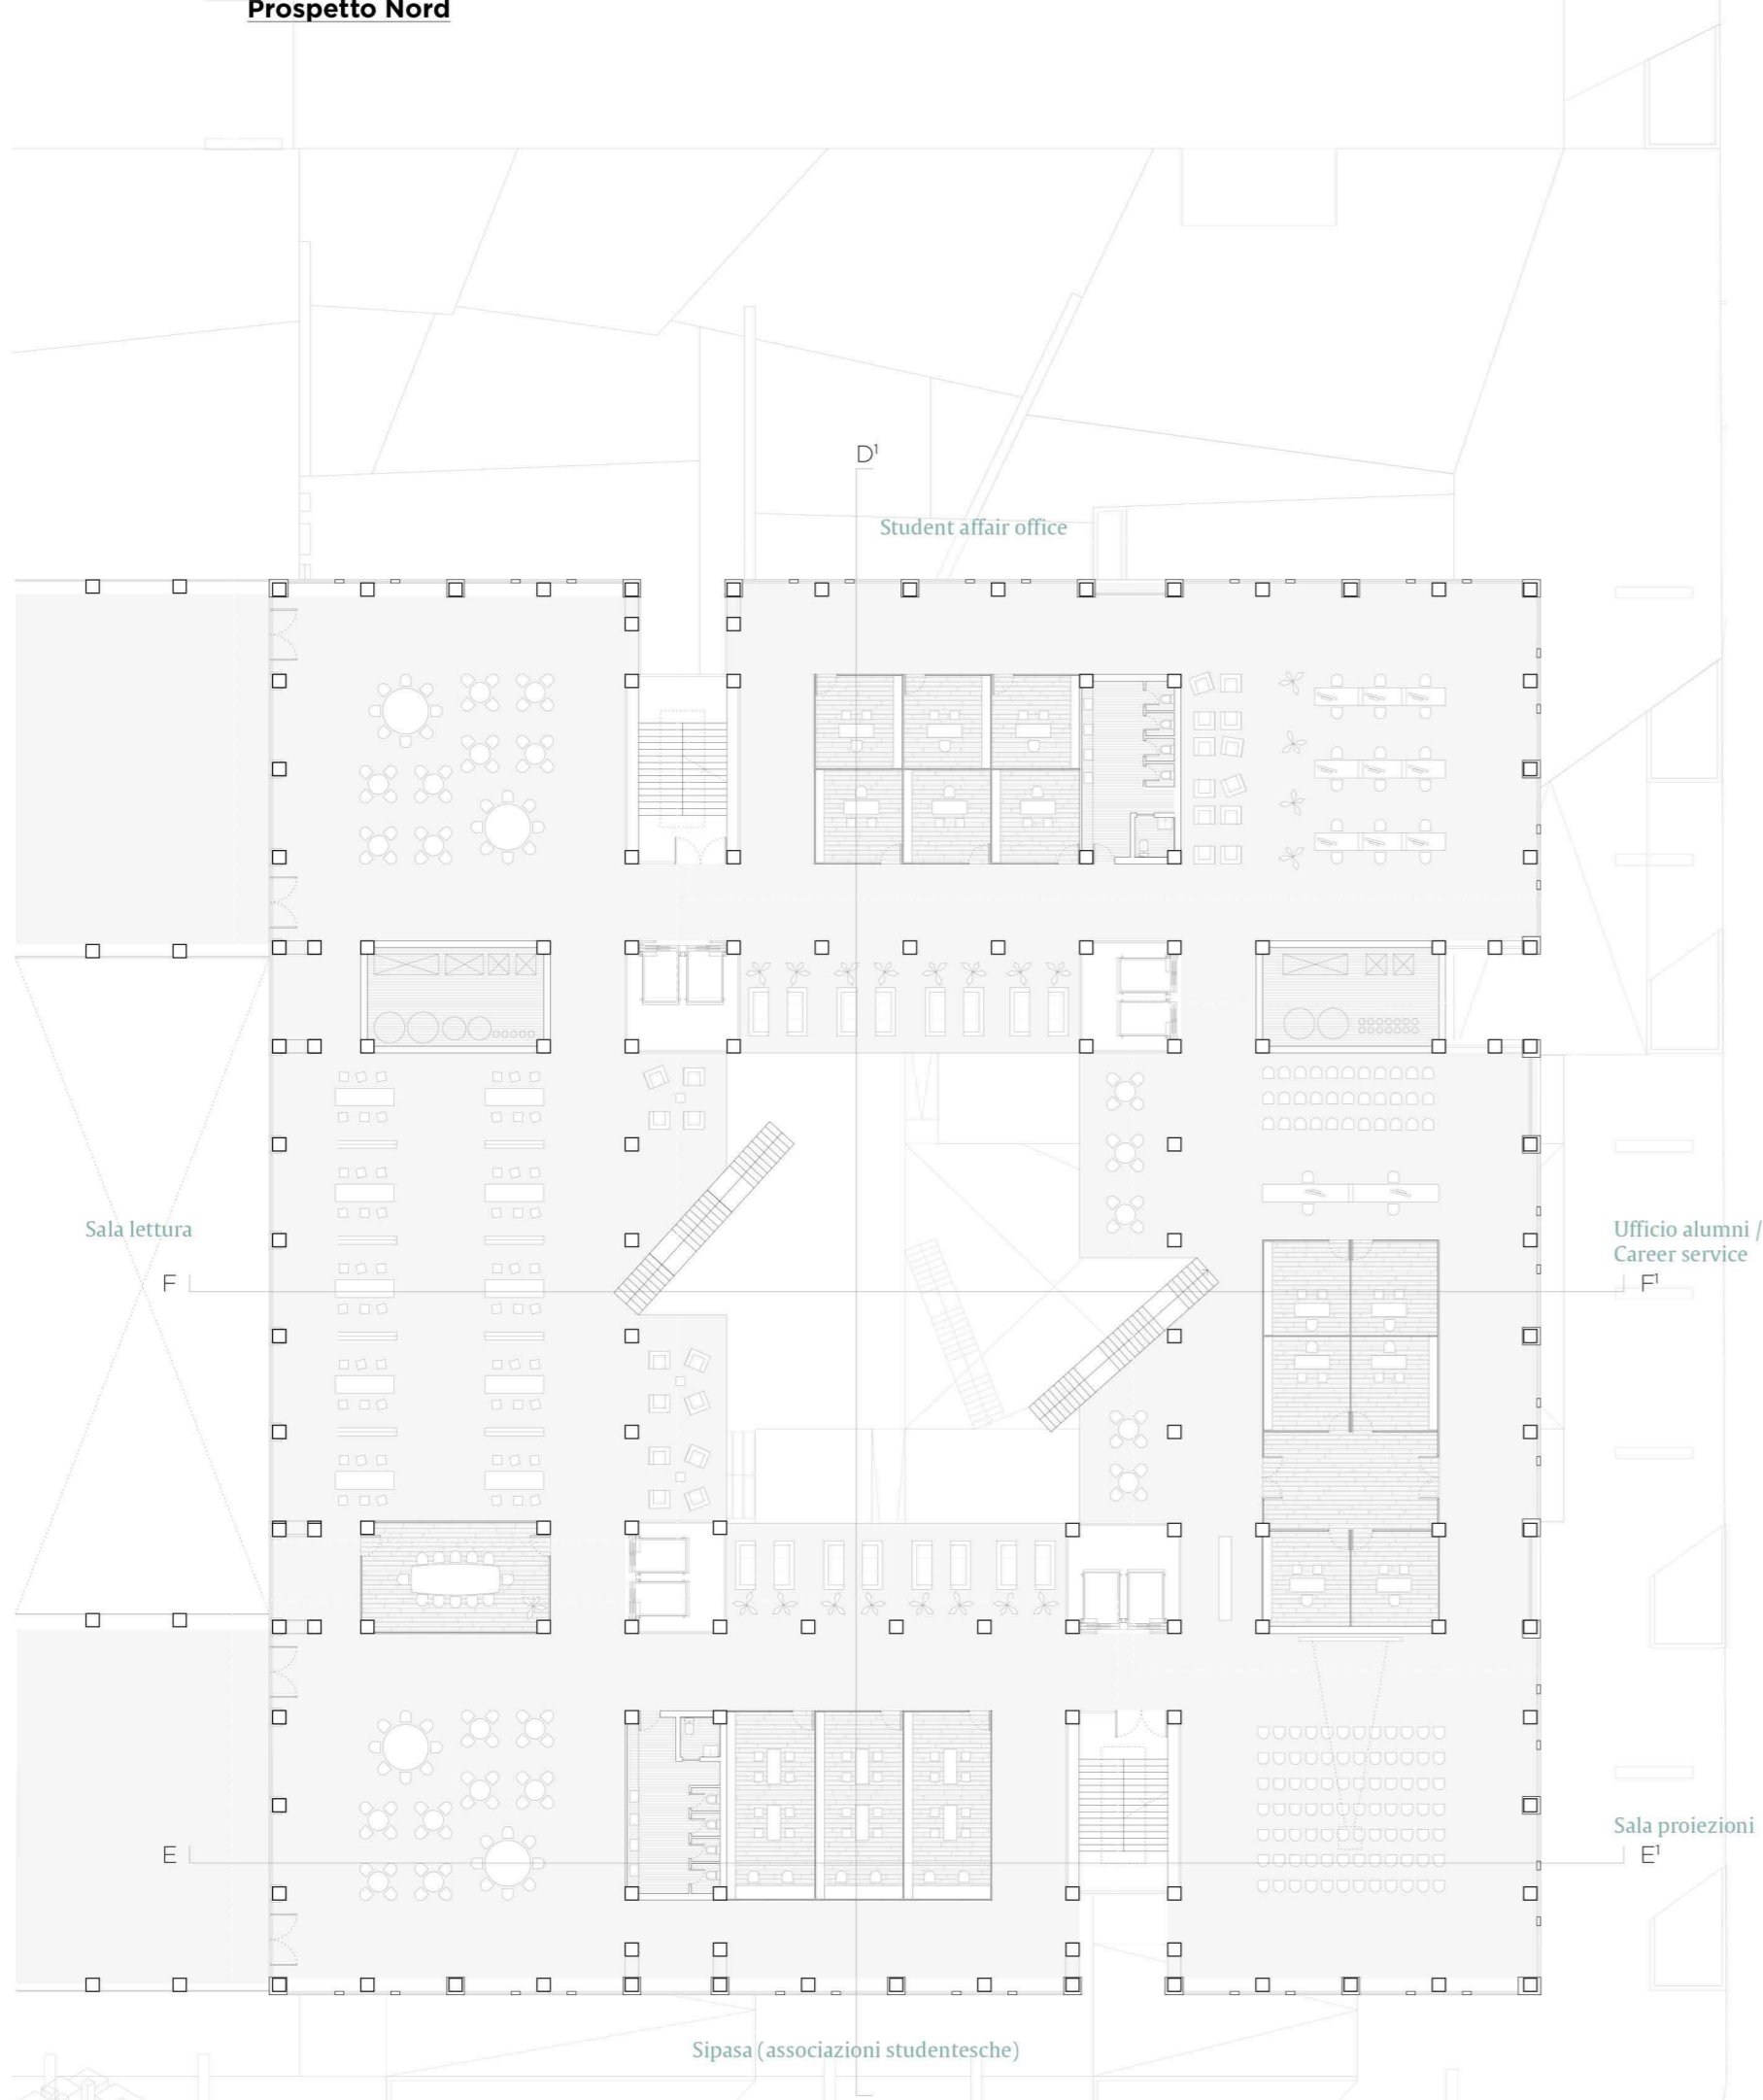 Prospetto Nord
D¹
Student affair office
Sala lettura
Ufficio alumni /
Career service
F
F¹
Sala proiezioni
E
E¹
Sipasa (associazioni studentesche)